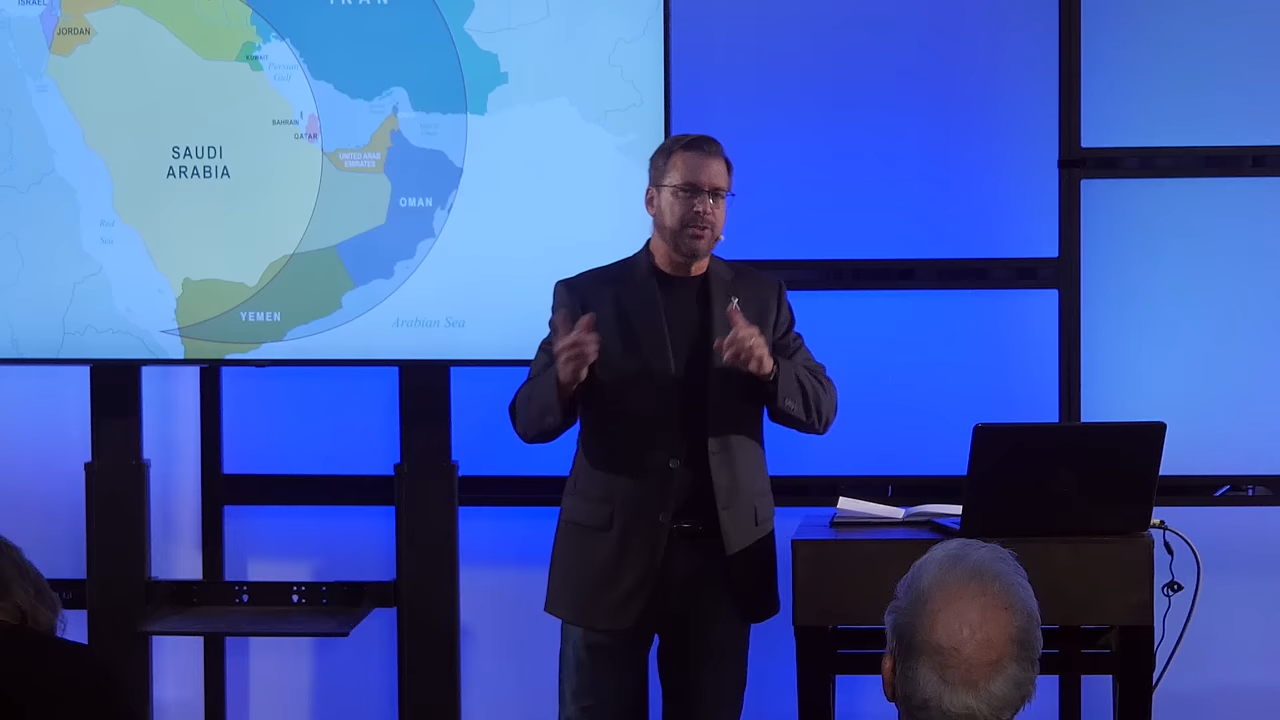 ISRAEL
IRAN
JORDAN
KUWAIT
Persian
Gulf
BAHRAIN
QATAR
SAUDI
ARABIA
UNITED ARAB
EMIRATES
OMAN
Red
Sea
YEMEN
Arabian Sea